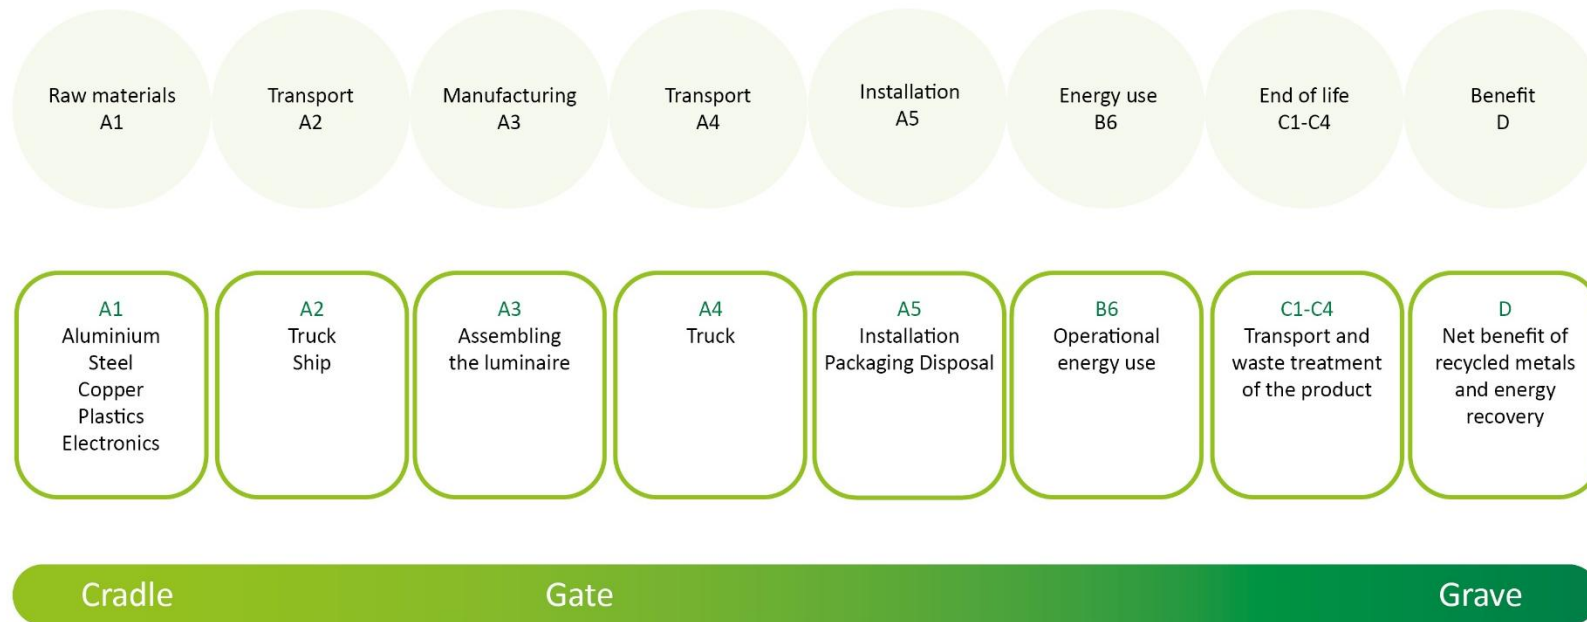 Raw materials
A1
Transport
A2
Manufacturing
A3
Transport
A4
Installation
A5
Energy use
B6
End of life
C1-C4
Benefit
D
A1
Aluminium
Steel
Copper
Plastics
Electronics
A2
Truck
Ship
A3
Assembling
the luminaire
A4
Truck
A5
Installation
Packaging Disposal
B6
Operational
energy use
C1-C4
Transport and
waste treatment
of the product
D
Net benefit of
recycled metals
and energy
recovery
Cradle
Gate
Grave